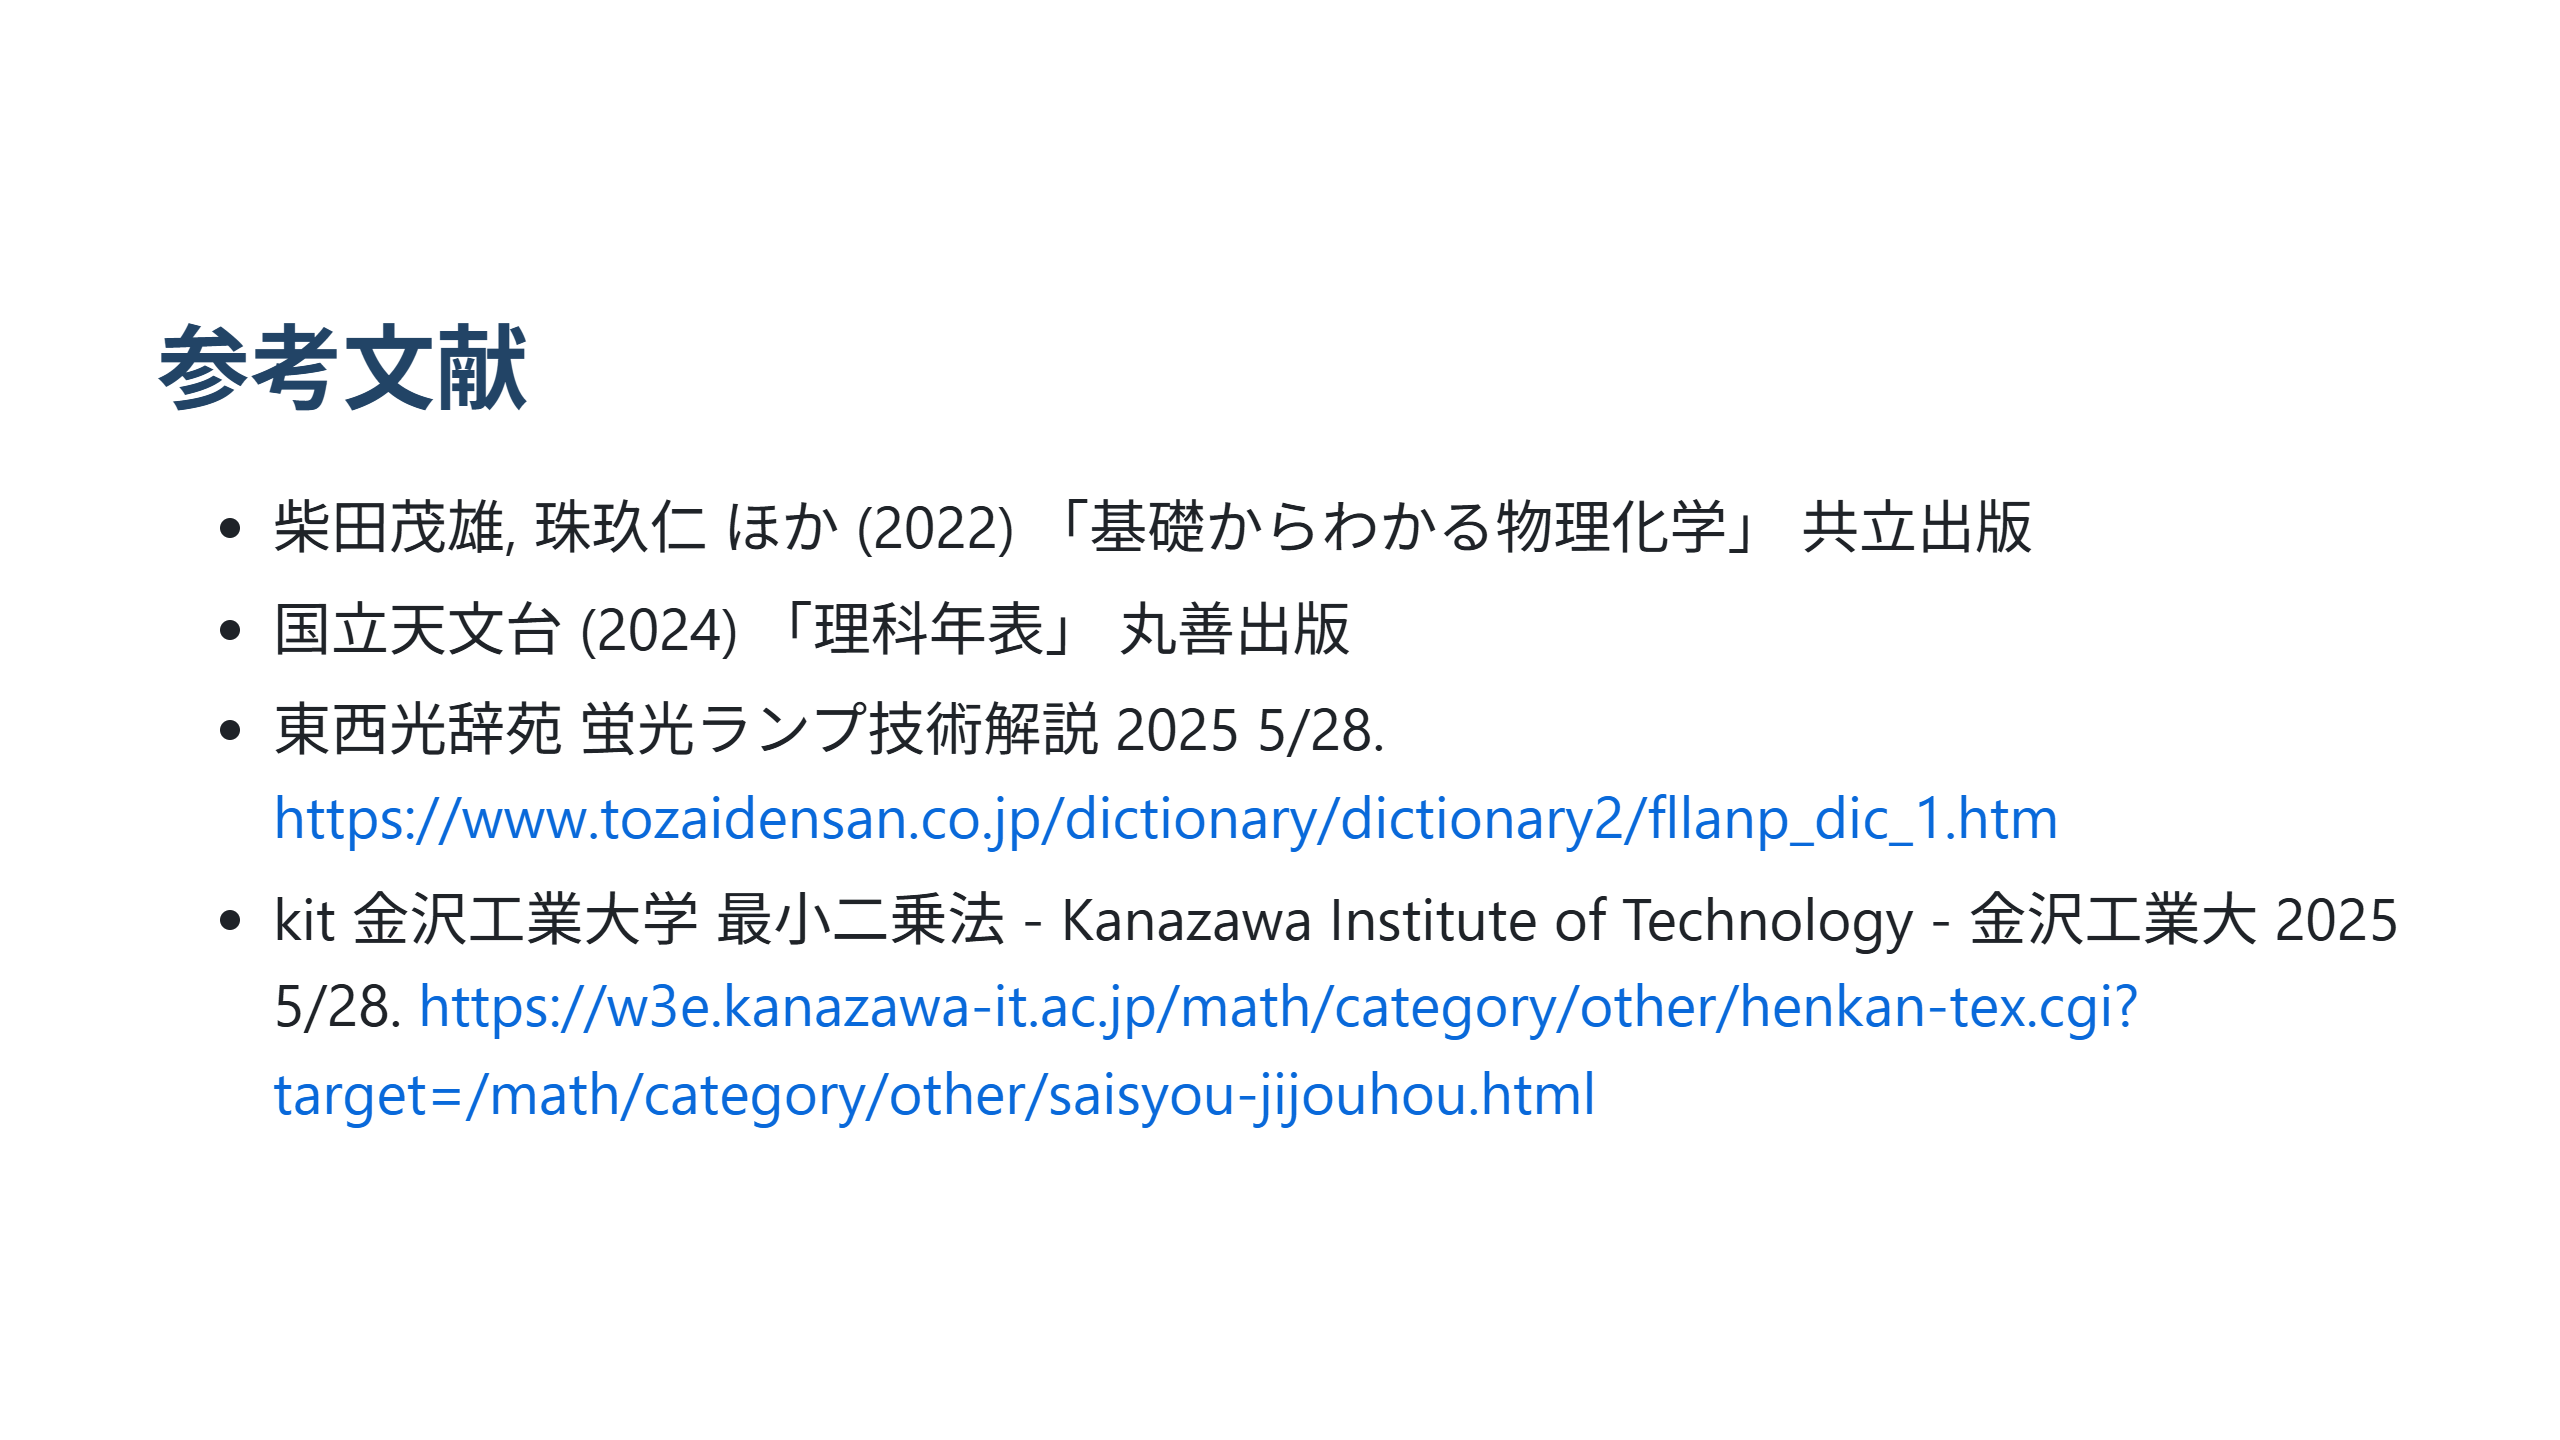 参考文献
柴田茂雄, 珠玖仁 ほか (2022) 「基礎からわかる物理化学」 共立出版
国立天文台 (2024) 「理科年表」 丸善出版
東西光辞苑 蛍光ランプ技術解説 2025 5/28.
https://www.tozaidensan.co.jp/dictionary/dictionary2/fllanp_dic_1.htm
kit 金沢工業大学 最小二乗法 - Kanazawa Institute of Technology - 金沢工業大 2025
5/28. https://w3e.kanazawa-it.ac.jp/math/category/other/henkan-tex.cgi?
target=/math/category/other/saisyou-jijouhou.html